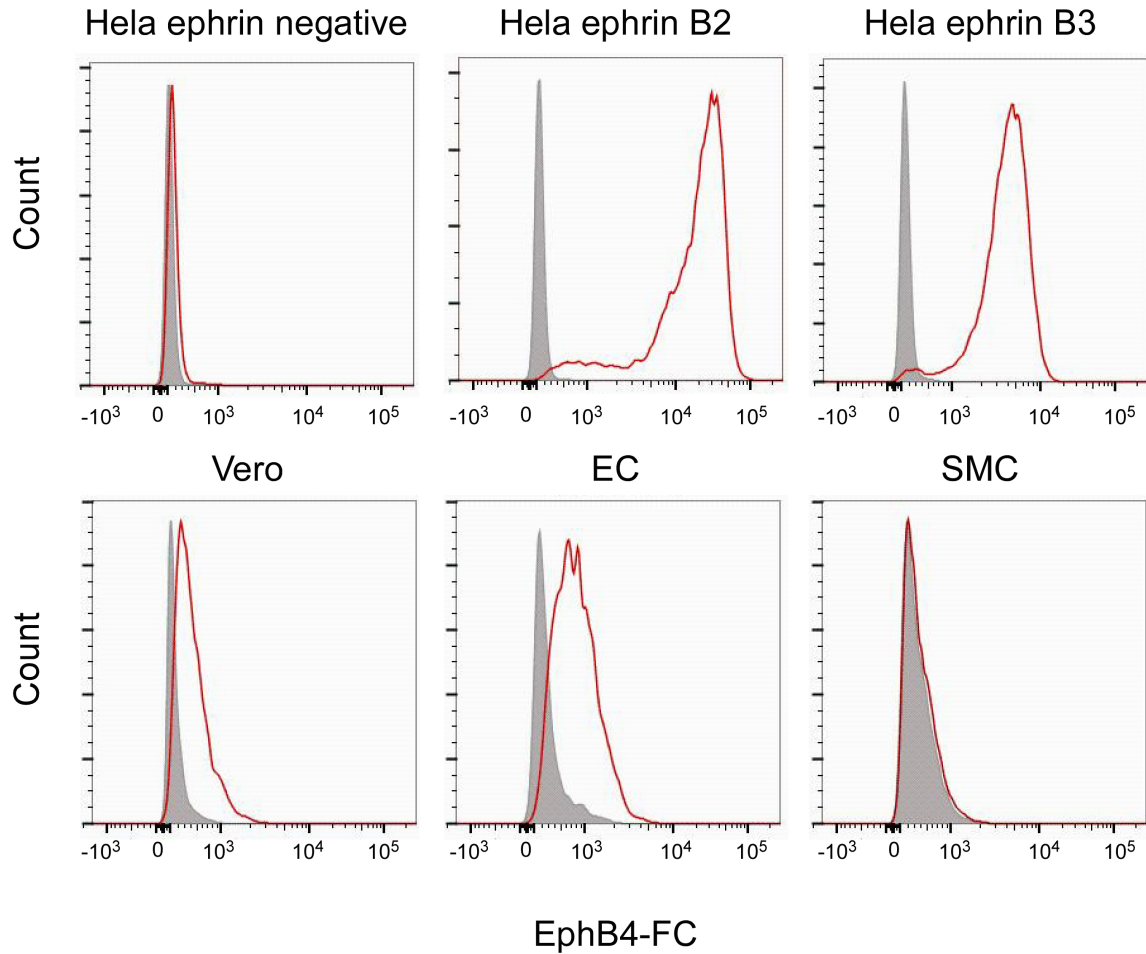 Hela ephrin negative Hela ephrin B2 Hela ephrin B3
Count
-10³ 0 10³ 10⁴ 10⁵ -10³ 0 10³ 10⁴ 10⁵ -10³ 0 10³ 10⁴ 10⁵
Vero EC SMC
Count
-10³ 0 10³ 10⁴ 10⁵ -10³ 0 10³ 10⁴ 10⁵ -10³ 0 10³ 10⁴ 10⁵
EphB4-FC